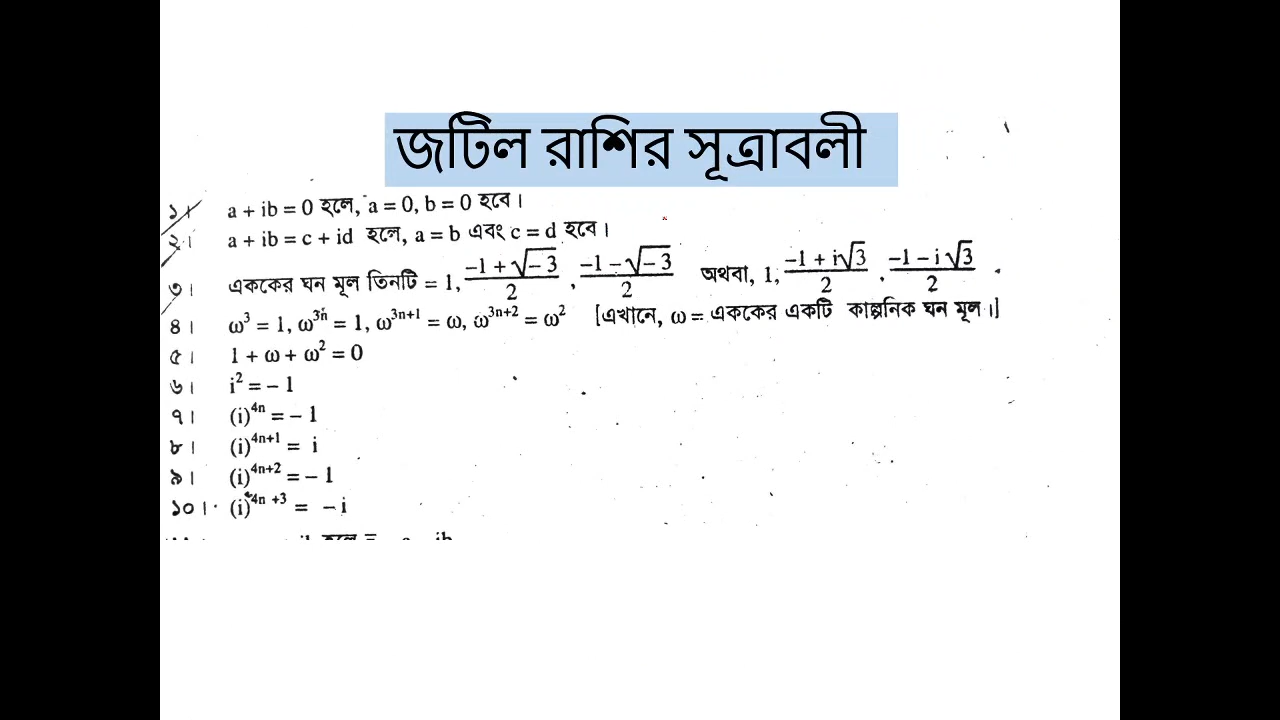 জটিল রাশির সূত্রাবলী
১। a + ib = 0 হলে, a = 0, b = 0 হবে।
২। a + ib = c + id হলে, a = b এবং c = d হবে।
৩। এককের ঘন মূল তিনটি = 1, (-1 + √-3)/2, (-1 - √-3)/2 অথবা, 1, (-1 + i√3)/2, (-1 - i√3)/2.
৪। ω³ = 1, ω³ⁿ = 1, ω³ⁿ⁺¹ = ω, ω³ⁿ⁺² = ω² [এখানে, ω = এককের একটি কাল্পনিক ঘন মূল।]
৫। 1 + ω + ω² = 0
৬। i² = – 1
৭। (i)⁴ⁿ = – 1
৮। (i)⁴ⁿ⁺¹ = i
৯। (i)⁴ⁿ⁺² = – 1
১০। (i)⁴ⁿ⁺³ = – i